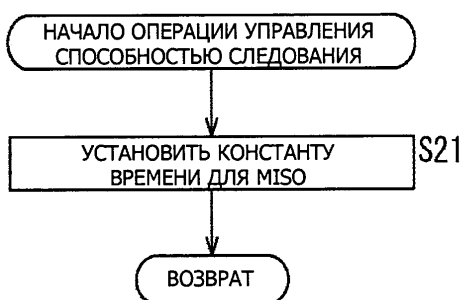 НАЧАЛО ОПЕРАЦИИ УПРАВЛЕНИЯ
СПОСОБНОСТЬЮ СЛЕДОВАНИЯ
УСТАНОВИТЬ КОНСТАНТУ
ВРЕМЕНИ ДЛЯ MISO
S21
ВОЗВРАТ